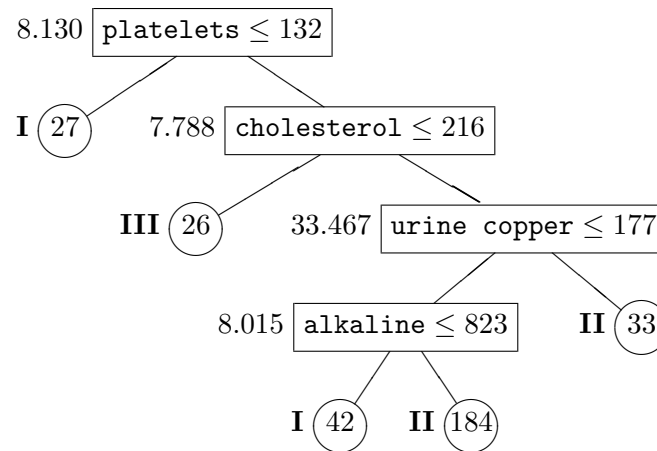 8.130 platelets ≤ 132
I 27 7.788 cholesterol ≤ 216
III 26 33.467 urine copper ≤ 177
8.015 alkaline ≤ 823 II 33
I 42 II 184